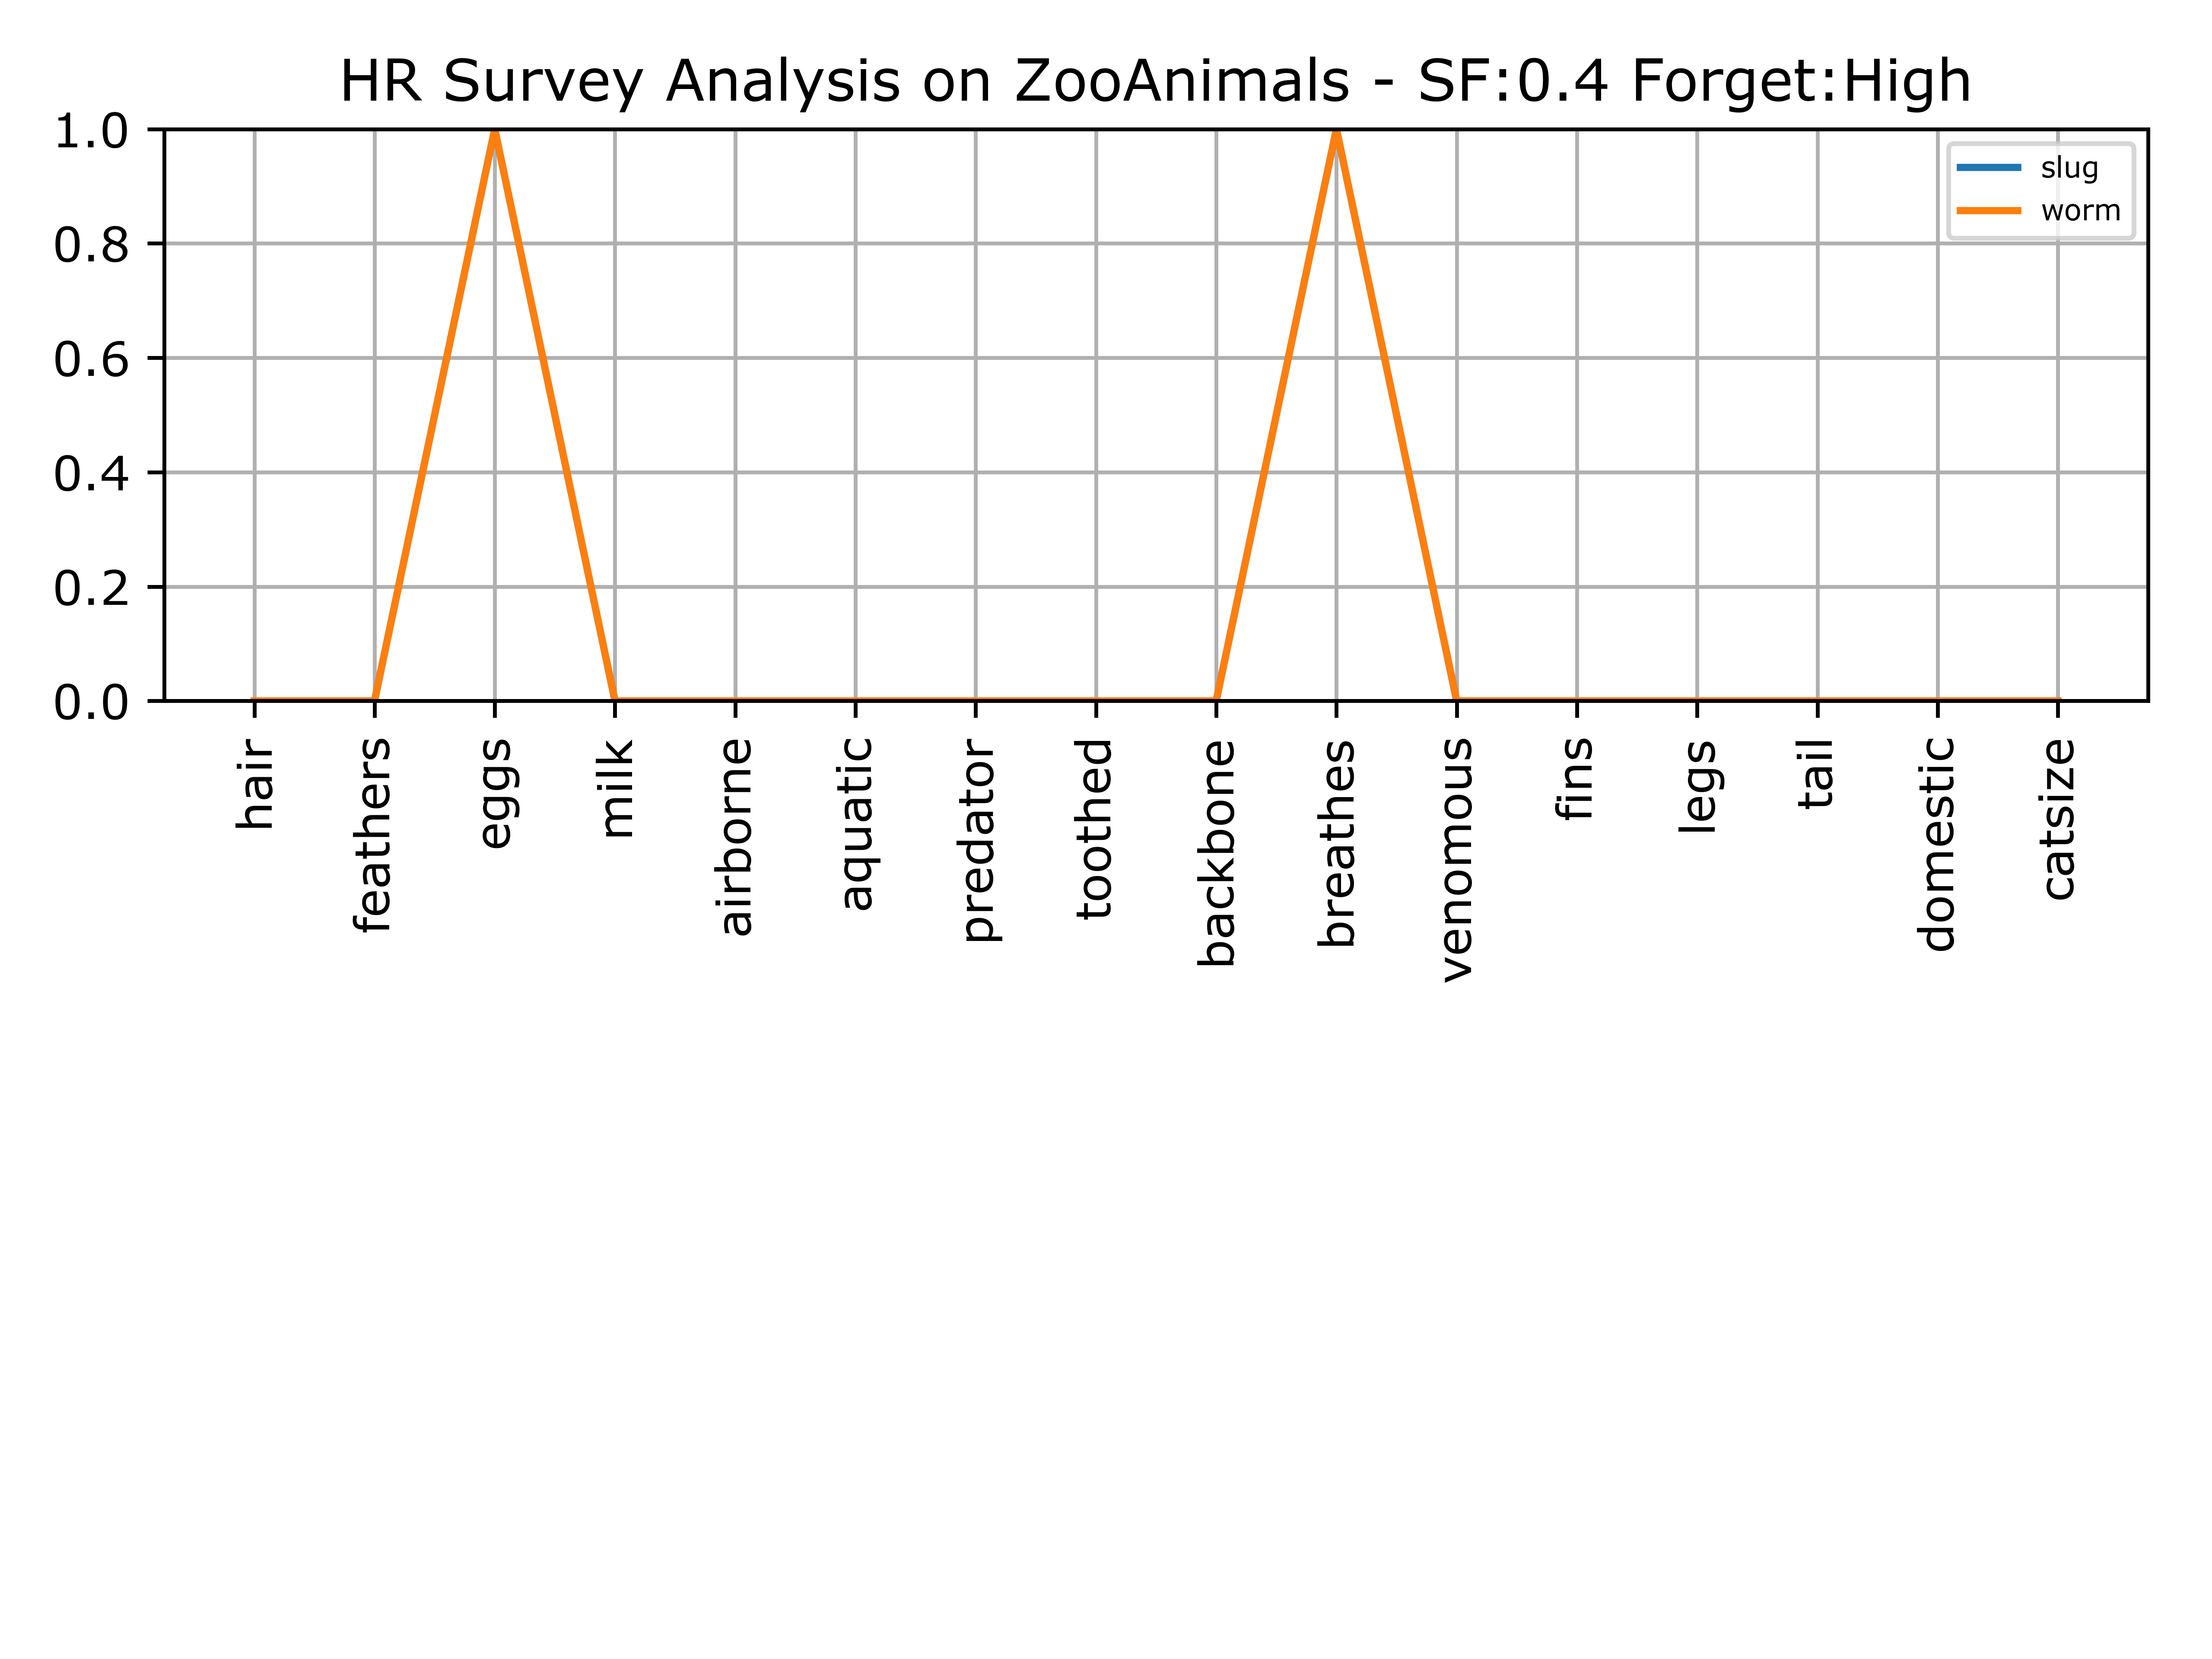 HR Survey Analysis on ZooAnimals - SF:0.4 Forget:High
1.0
0.8
0.6
0.4
0.2
0.0
slug
worm
hair
feathers
eggs
milk
airborne
aquatic
predator
toothed
backbone
breathes
venomous
fins
legs
tail
domestic
catsize